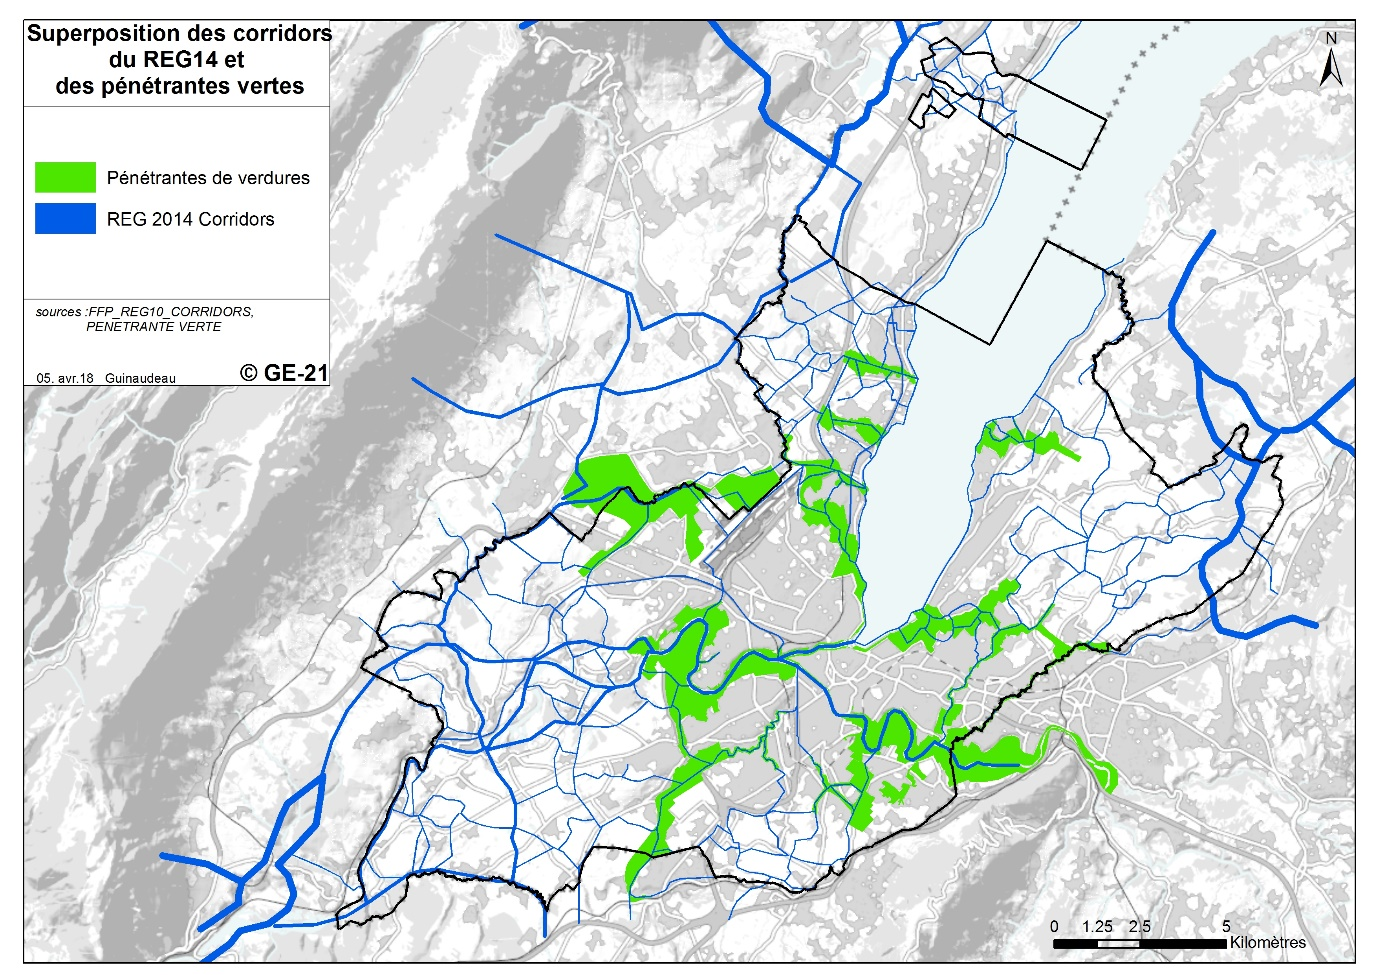 Superposition des corridors
du REG14 et
des pénétrantes vertes
Pénétrantes de verdures
REG 2014 Corridors
sources :FFP_REG10_CORRIDORS,
PENETRANTE VERTE
05. avr.18 Guinaudeau © GE-21
N
0 1.25 2.5 5
Kilomètres